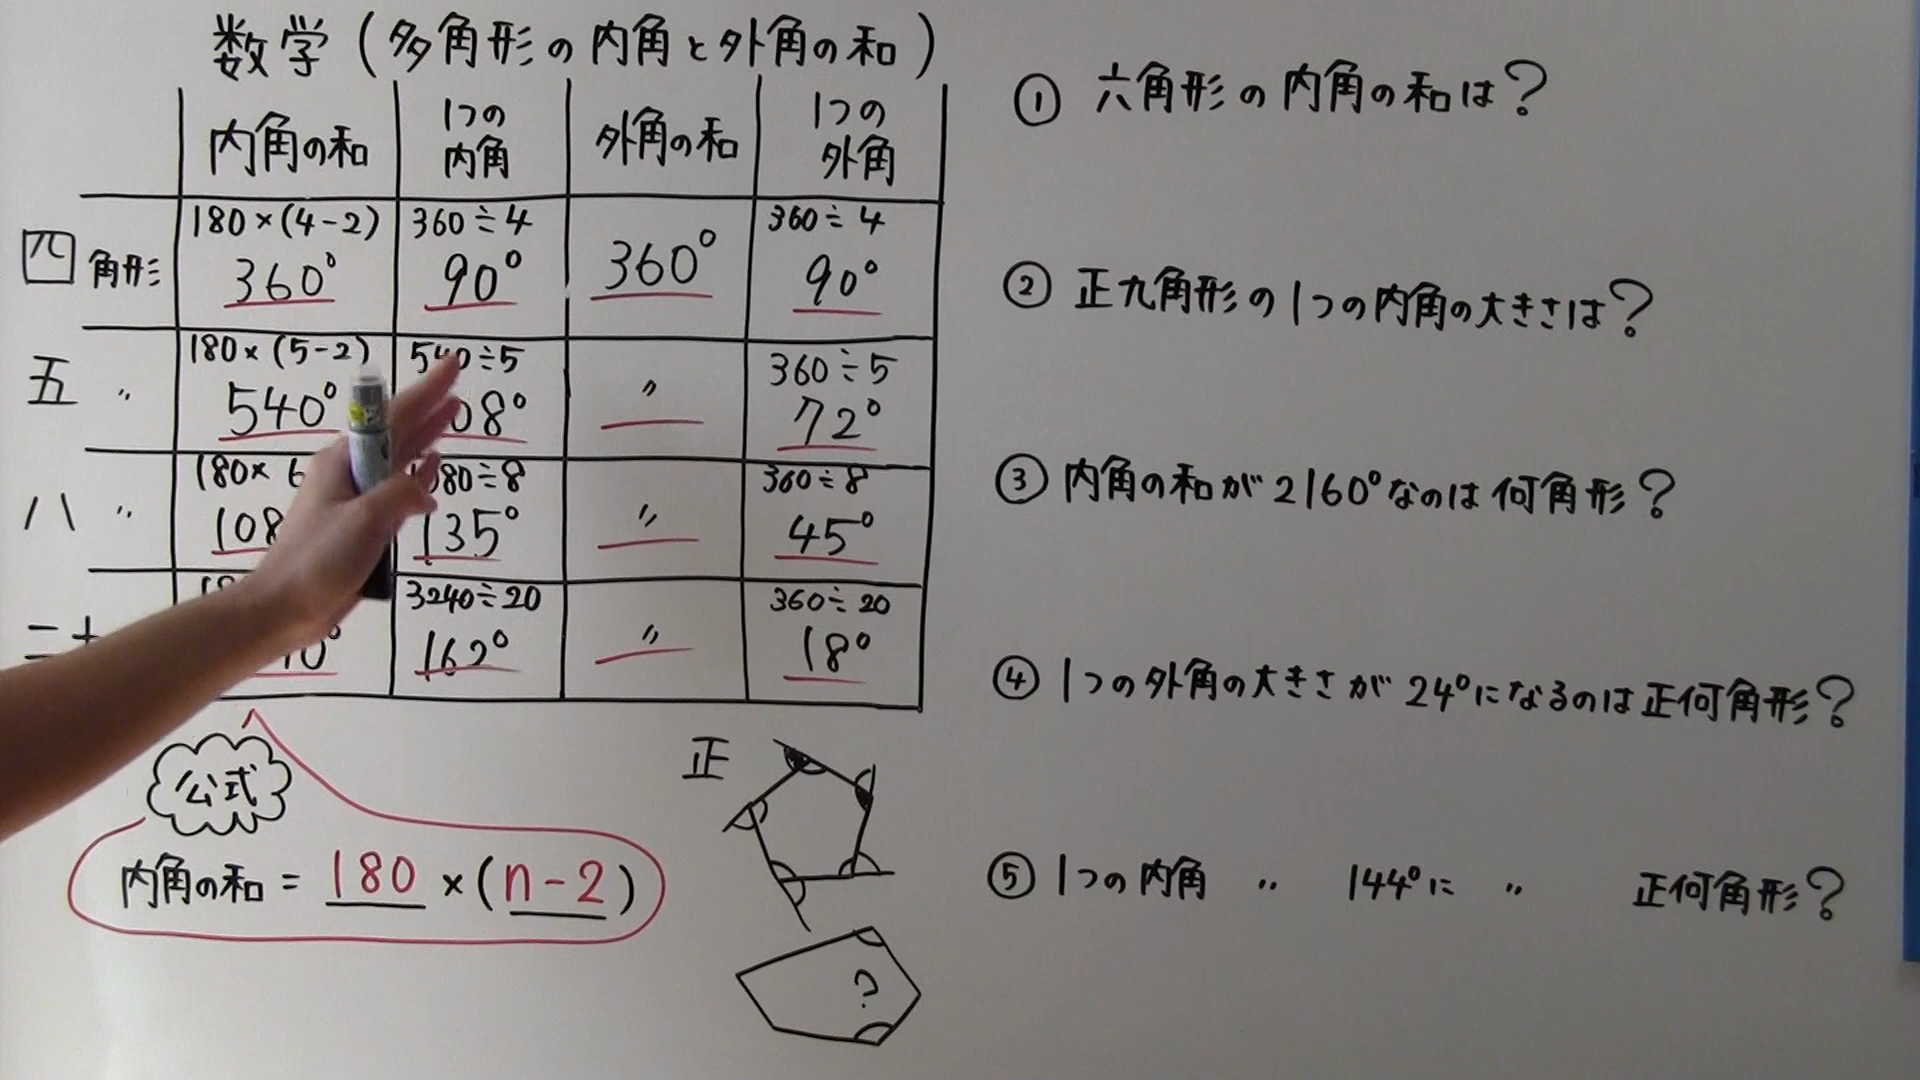 数学(多角形の内角と外角の和)
内角の和 1つの内角 外角の和 1つの外角
四角形 180×(4-2) 360° 360÷4 90° 360° 360÷4 90°
五 〃 180×(5-2) 540° 540÷5 08° 〃 360÷5 72°
八 〃 180×6 108 080÷8 135° 〃 360÷8 45°
二十 3240÷20 162° 〃 360÷20 18°
公式
内角の和 = 180 ×(n-2)
正
?
① 六角形の内角の和は?
② 正九角形の1つの内角の大きさは?
③ 内角の和が2160°なのは何角形?
④ 1つの外角の大きさが24°になるのは正何角形?
⑤ 1つの内角 〃 144°に 〃 正何角形?